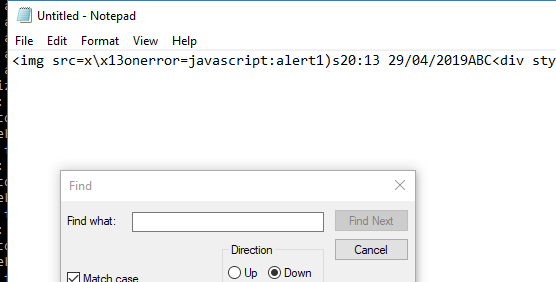 Untitled - Notepad
File Edit Format View Help
<img src=x\x13onerror=javascript:alert1)s20:13 29/04/2019ABC<div sty
Find
Find what: Find Next
Cancel
Direction
Match case Up Down